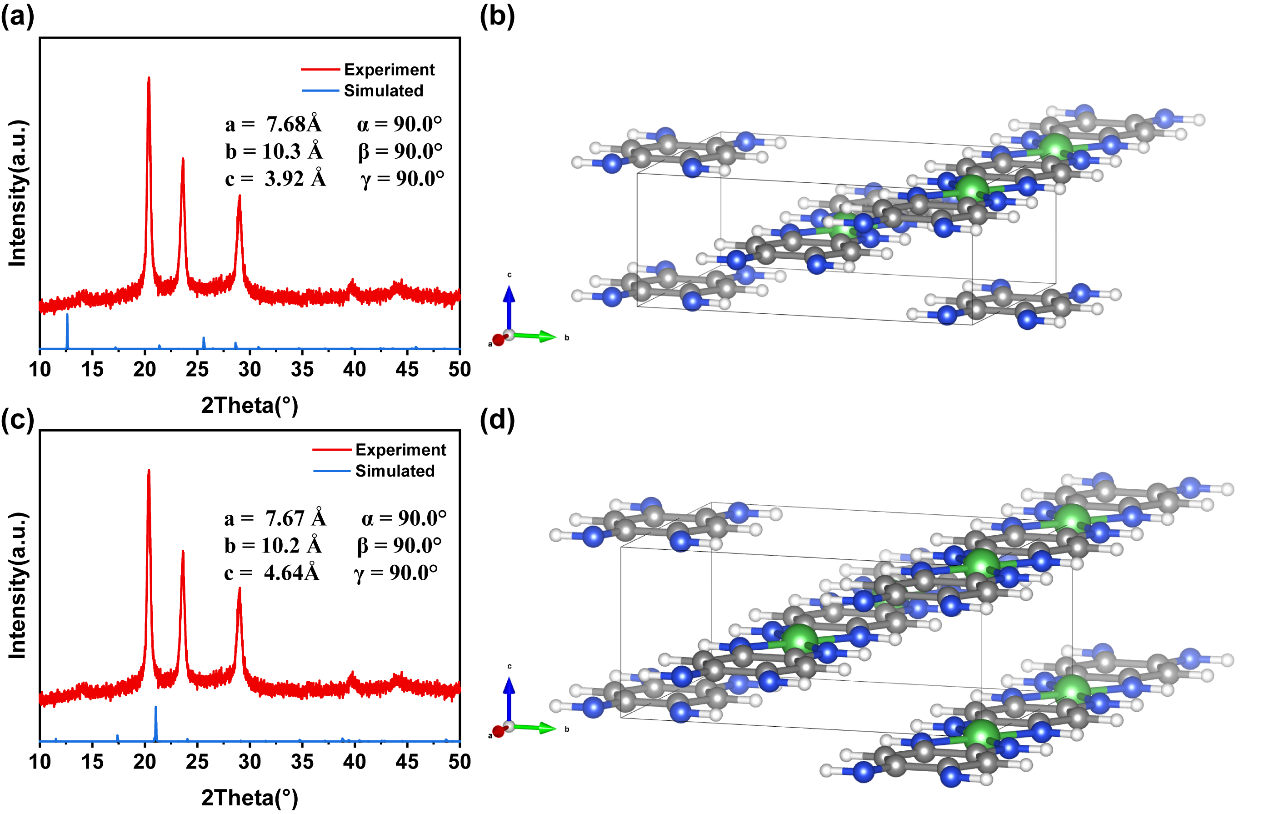 (a)
Intensity(a.u.)
Experiment
Simulated
a = 7.68Å α = 90.0°
b = 10.3 Å β = 90.0°
c = 3.92 Å γ = 90.0°
10 15 20 25 30 35 40 45 50
2Theta(°)
(b)
c
a
b
(c)
Intensity(a.u.)
Experiment
Simulated
a = 7.67 Å α = 90.0°
b = 10.2 Å β = 90.0°
c = 4.64Å γ = 90.0°
10 15 20 25 30 35 40 45 50
2Theta(°)
(d)
c
a
b